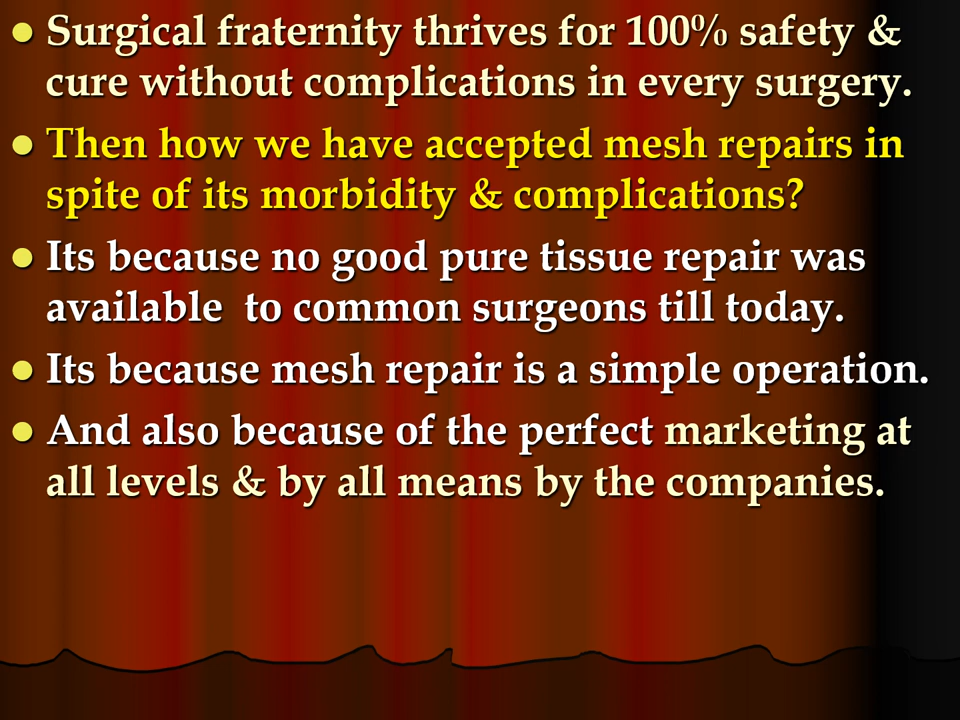 Surgical fraternity thrives for 100% safety &
cure without complications in every surgery.
Then how we have accepted mesh repairs in
spite of its morbidity & complications?
Its because no good pure tissue repair was
available to common surgeons till today.
Its because mesh repair is a simple operation.
And also because of the perfect marketing at
all levels & by all means by the companies.